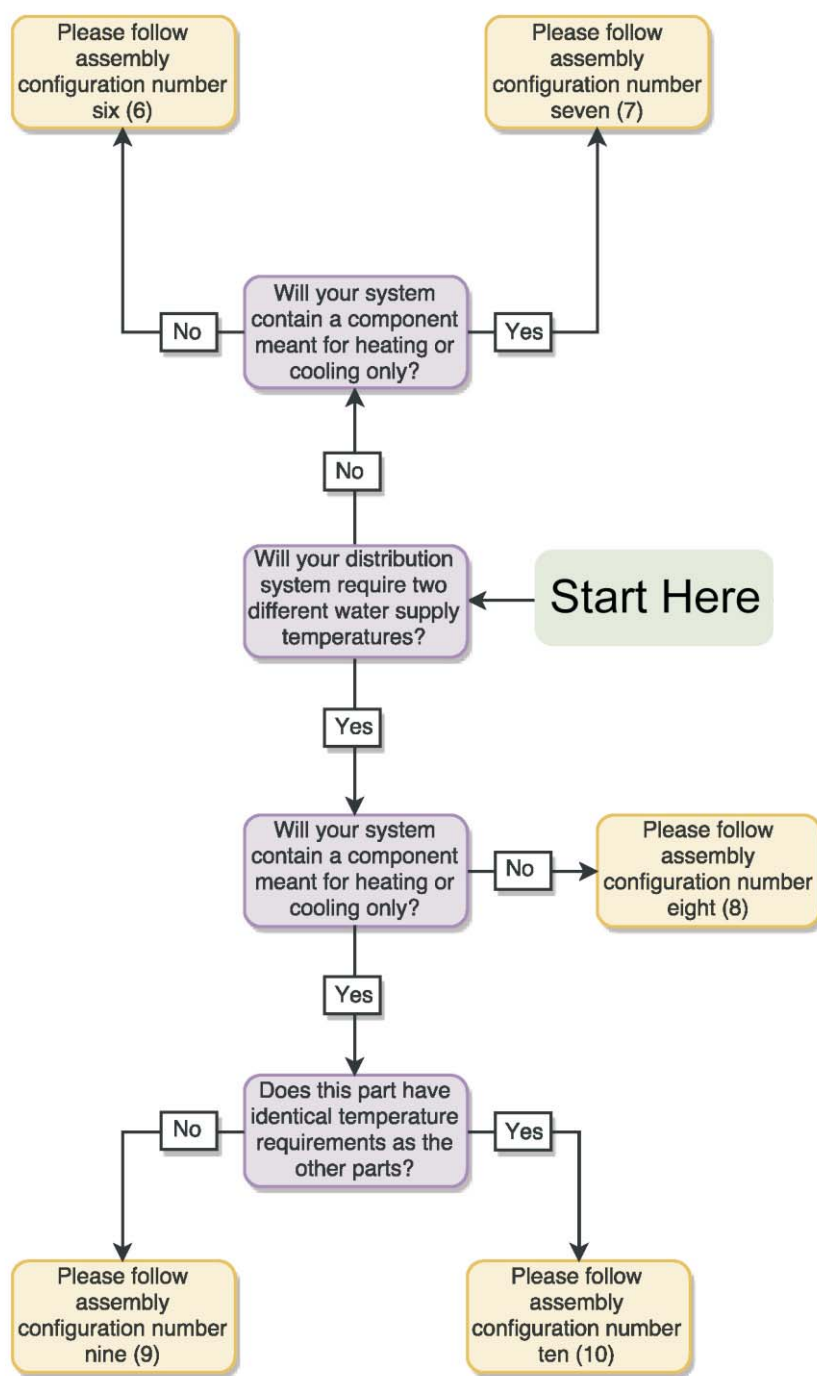 Please follow
assembly
configuration number
six (6)
Please follow
assembly
configuration number
seven (7)
Will your system
contain a component
meant for heating or
cooling only?
No
Yes
No
Will your distribution
system require two
different water supply
temperatures?
Start Here
Yes
Will your system
contain a component
meant for heating or
cooling only?
No
Please follow
assembly
configuration number
eight (8)
Yes
Does this part have
identical temperature
requirements as the
other parts?
No
Yes
Please follow
assembly
configuration number
nine (9)
Please follow
assembly
configuration number
ten (10)